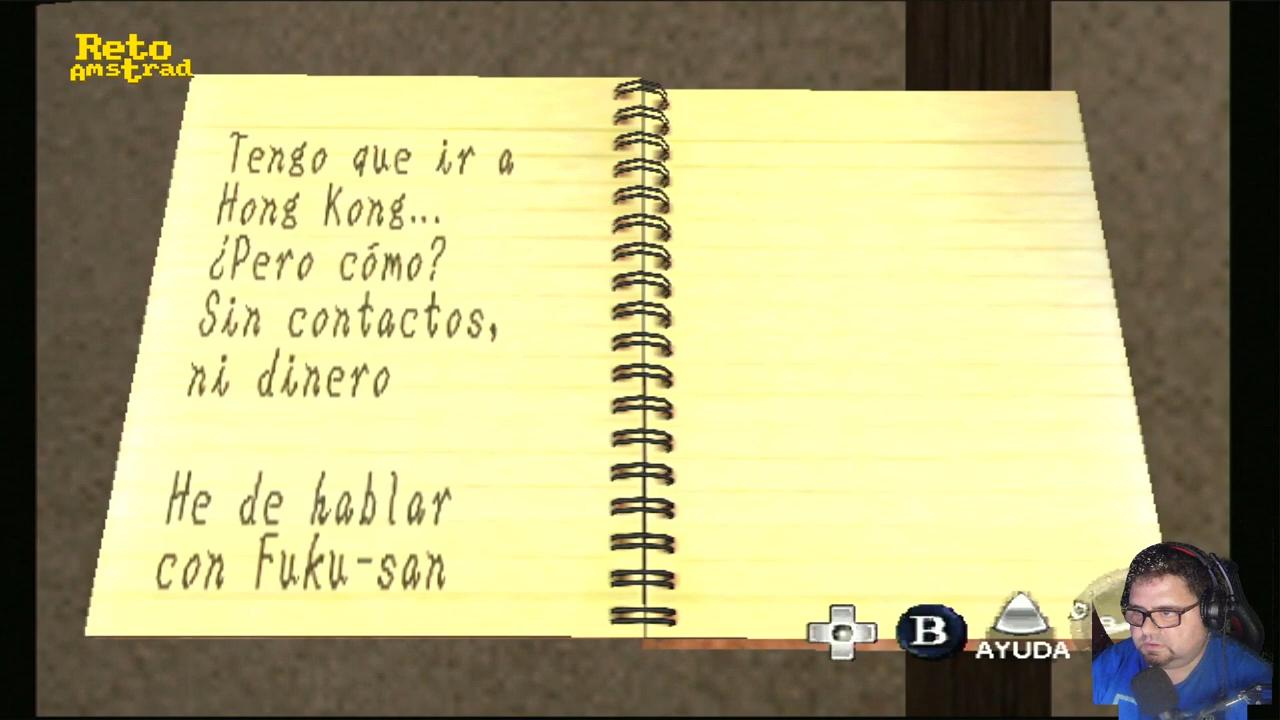 Reto
Amstrad
Tengo que ir a
Hong Kong...
¿Pero cómo?
Sin contactos,
ni dinero
He de hablar
con Fuku-san
B
AYUDA